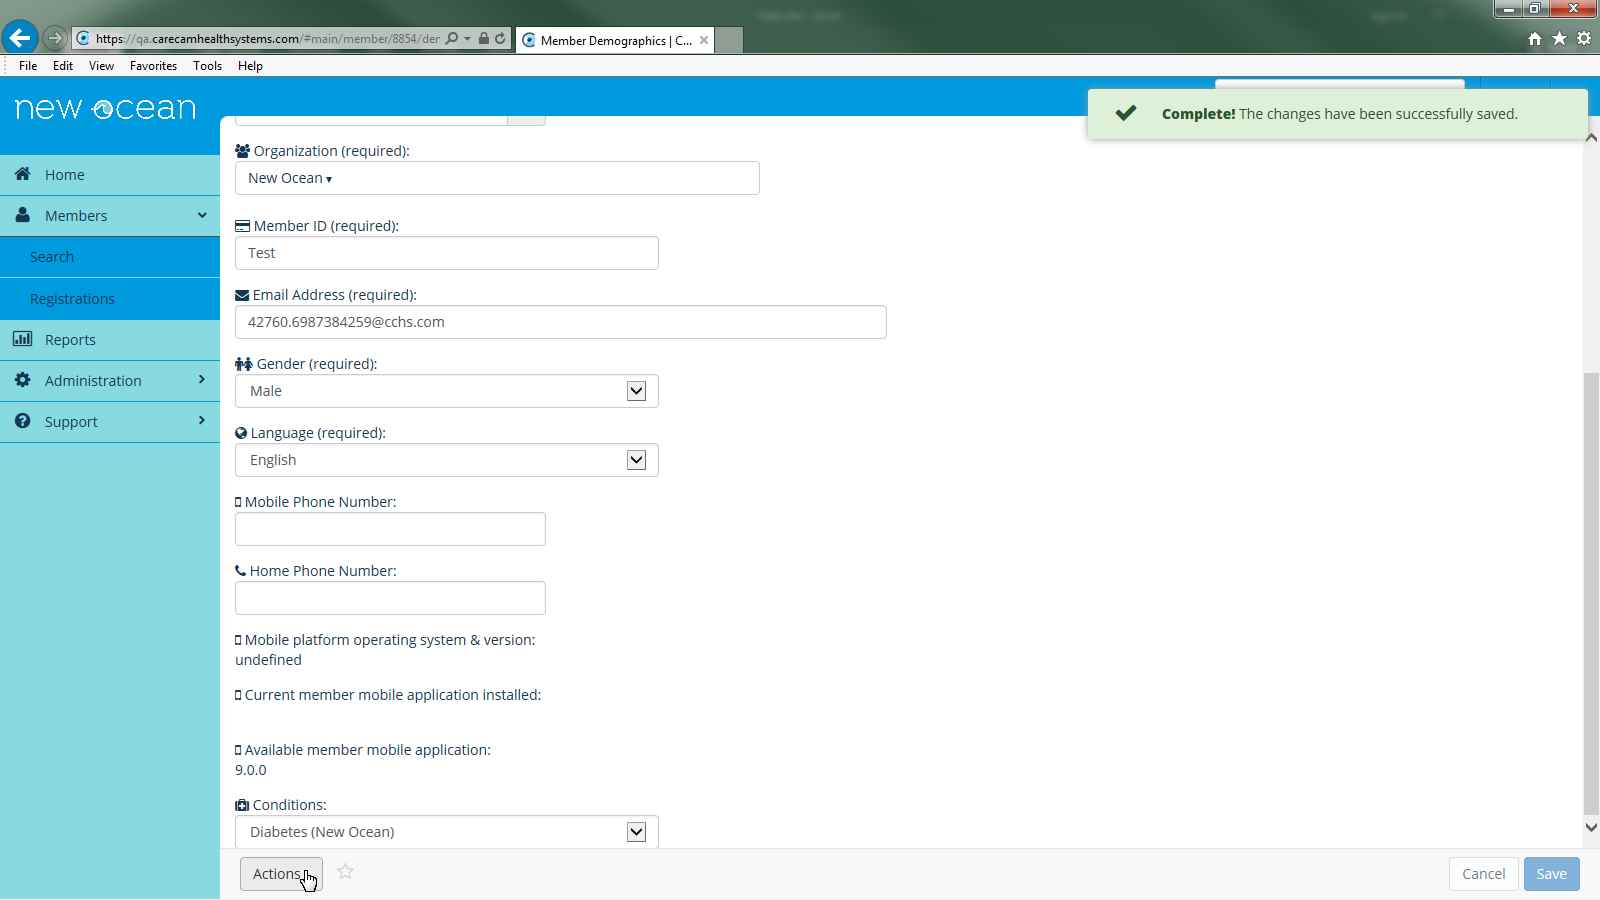 https://qa.carecamhealthsystems.com/#main/member/8854/der
Member Demographics | C...
File Edit View Favorites Tools Help
new ocean
Complete! The changes have been successfully saved.
Home
Members
Search
Registrations
Reports
Administration
Support
Organization (required):
New Ocean
Member ID (required):
Test
Email Address (required):
42760.6987384259@cchs.com
Gender (required):
Male
Language (required):
English
Mobile Phone Number:
Home Phone Number:
Mobile platform operating system & version:
undefined
Current member mobile application installed:
Available member mobile application:
9.0.0
Conditions:
Diabetes (New Ocean)
Actions
Cancel Save